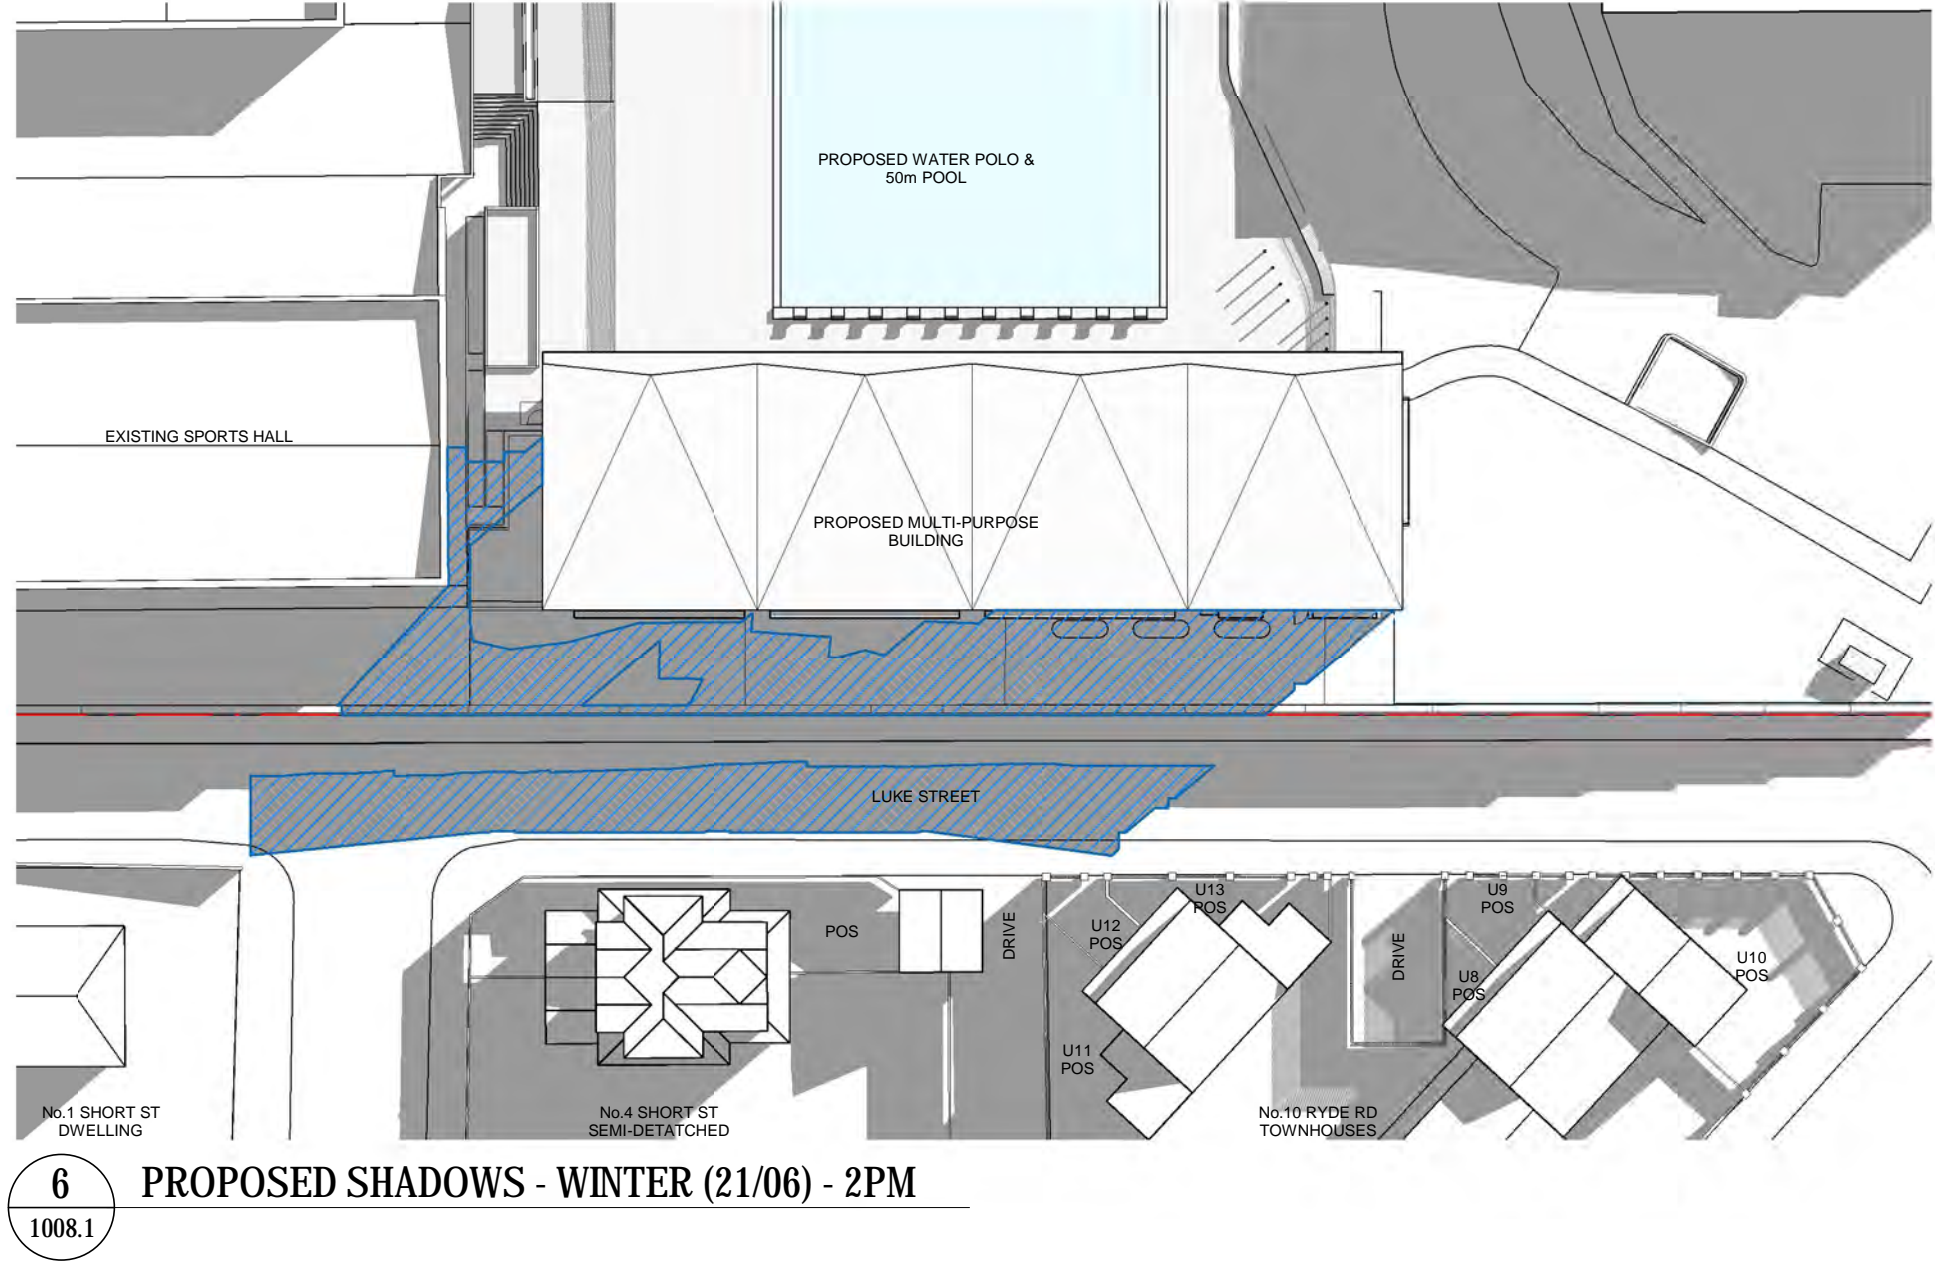 PROPOSED WATER POLO &
50m POOL
EXISTING SPORTS HALL
PROPOSED MULTI-PURPOSE
BUILDING
LUKE STREET
POS
DRIVE
U12
POS
U13
POS
U11
POS
DRIVE
U9
POS
U8
POS
U10
POS
No.1 SHORT ST
DWELLING
No.4 SHORT ST
SEMI-DETATCHED
No.10 RYDE RD
TOWNHOUSES
6
1008.1
PROPOSED SHADOWS - WINTER (21/06) - 2PM